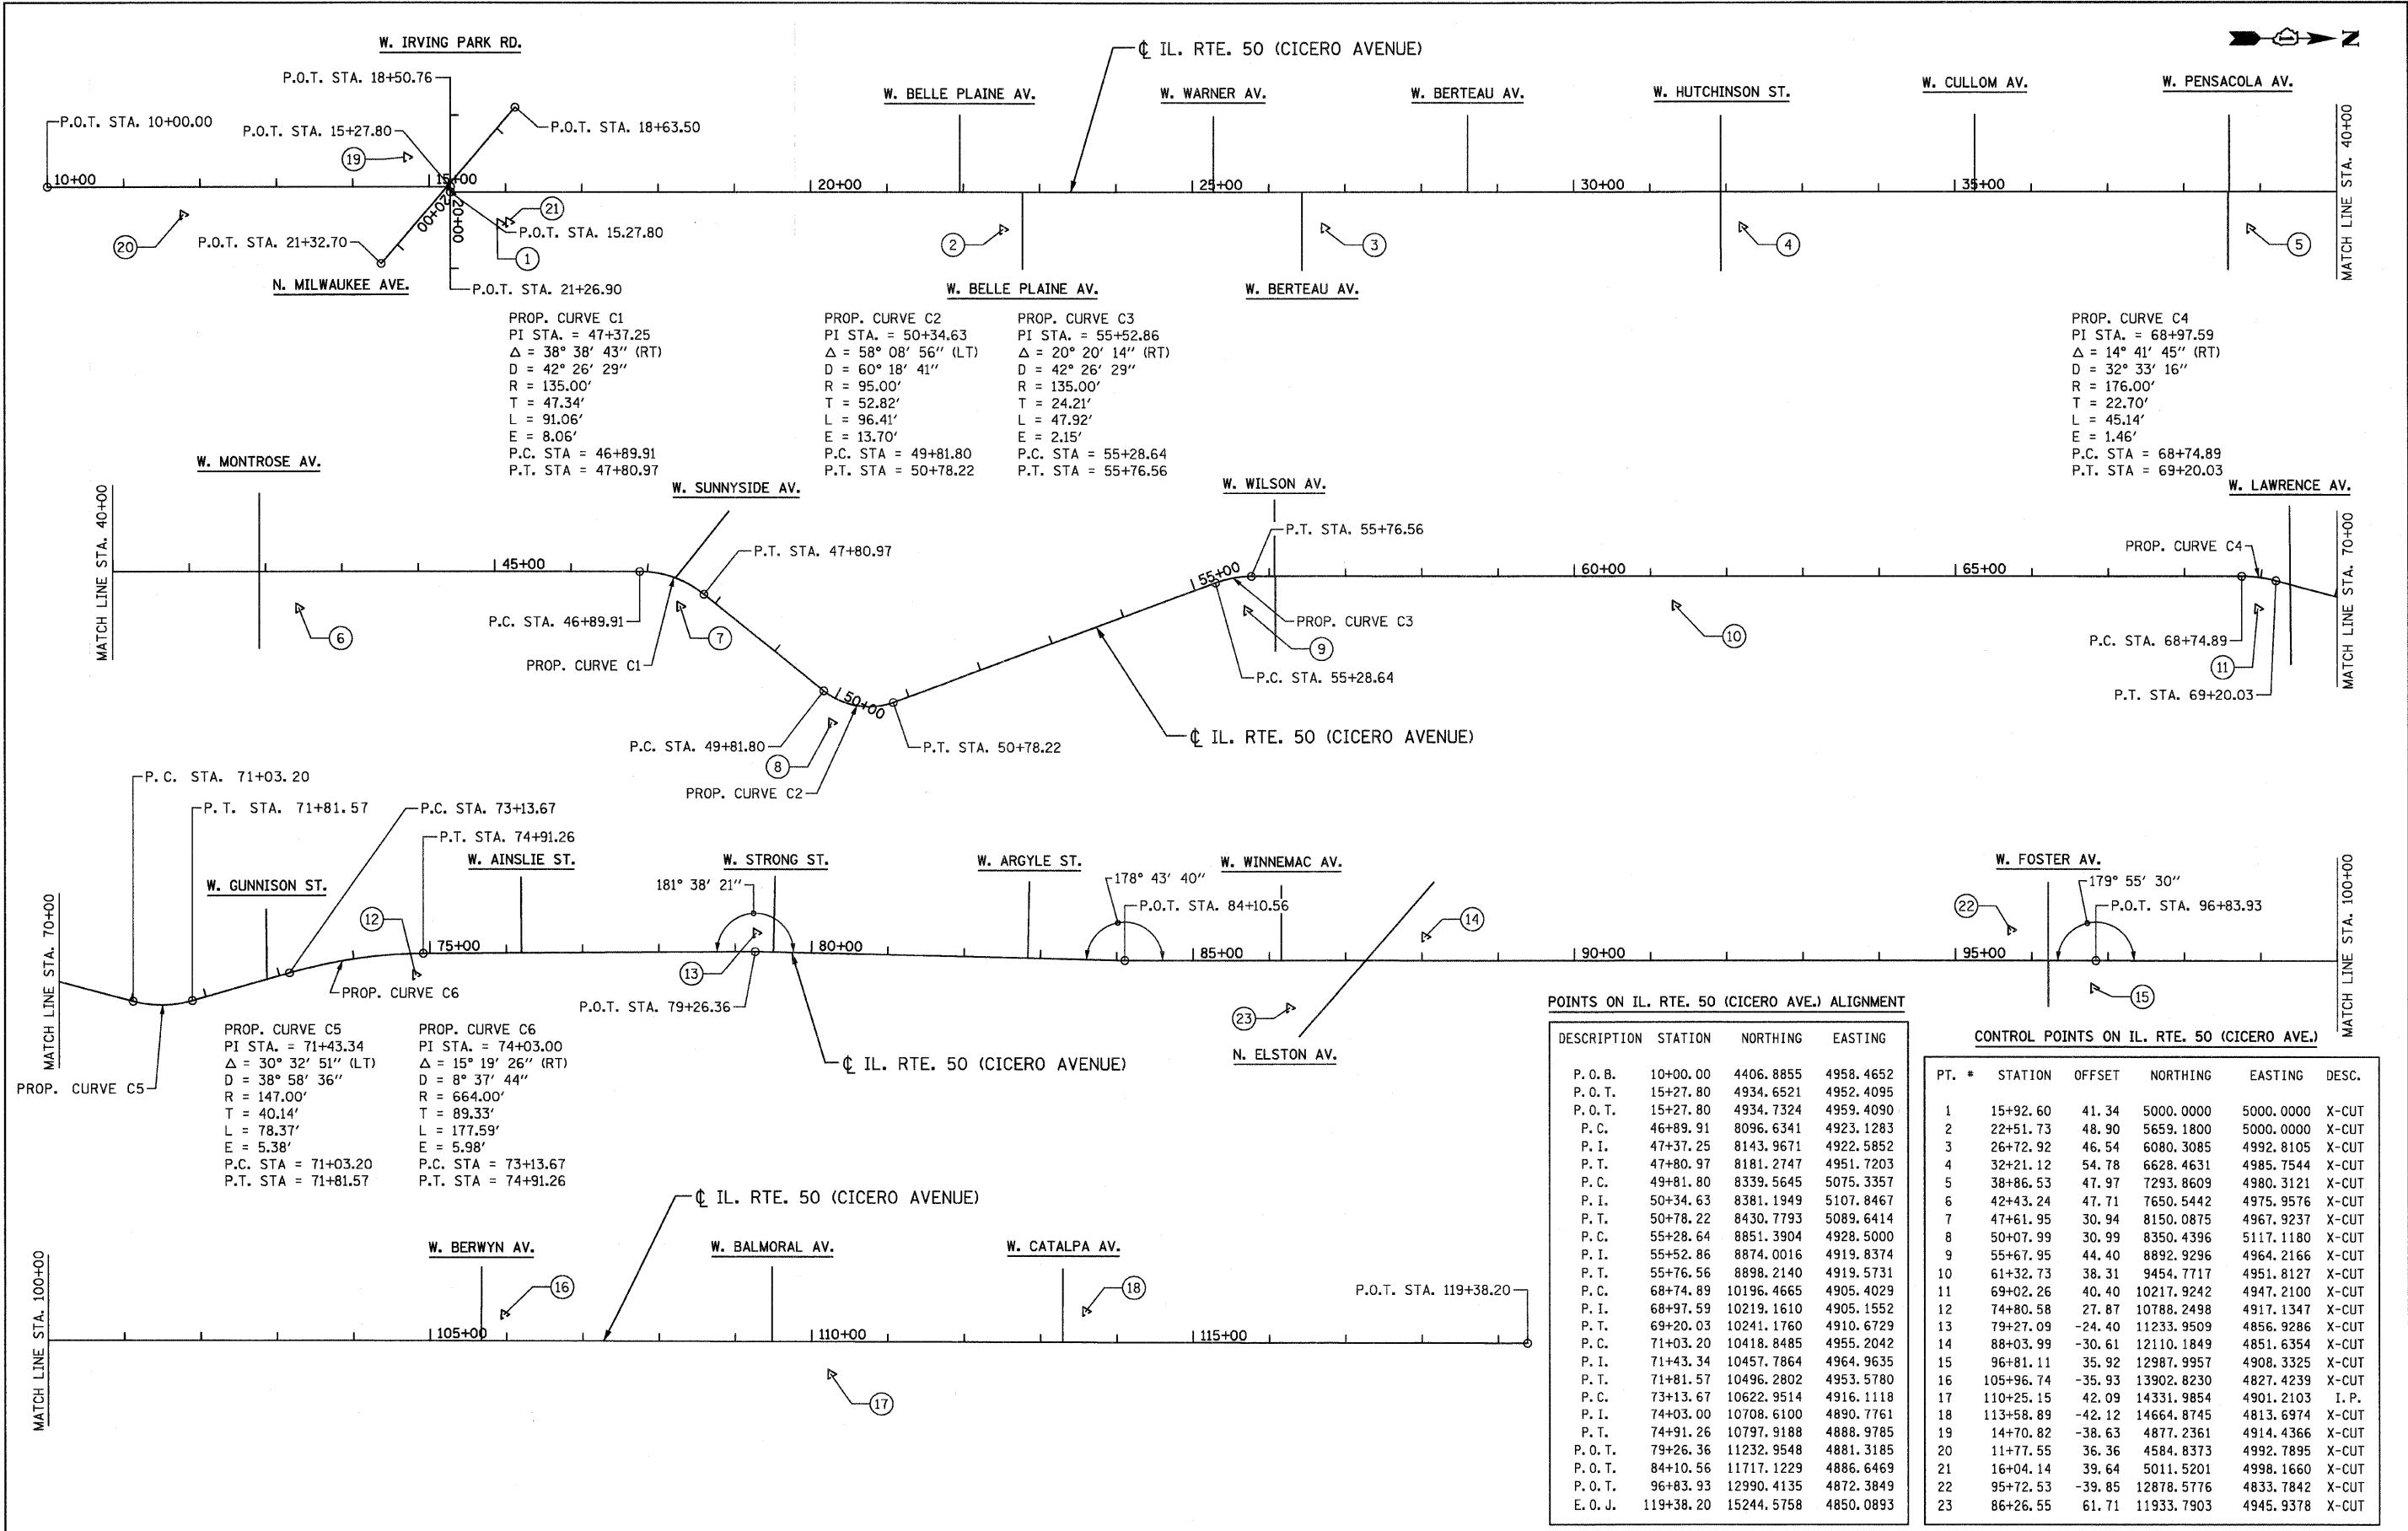 W. IRVING PARK RD.
P.O.T. STA. 18+50.76
P.O.T. STA. 10+00.00
P.O.T. STA. 15+27.80
P.O.T. STA. 18+63.50
℄ IL. RTE. 50 (CICERO AVENUE)
N
W. BELLE PLAINE AV.
W. WARNER AV.
W. BERTEAU AV.
W. HUTCHINSON ST.
W. CULLOM AV.
W. PENSACOLA AV.
10+00
15+00
20+00
25+00
30+00
35+00
MATCH LINE STA. 40+00
19
20
21
20+00
20+00
P.O.T. STA. 21+32.70
P.O.T. STA. 15.27.80
1
2
3
4
5
N. MILWAUKEE AVE.
P.O.T. STA. 21+26.90
W. BELLE PLAINE AV.
W. BERTEAU AV.
PROP. CURVE C1
PI STA. = 47+37.25
Δ = 38° 38' 43" (RT)
D = 42° 26' 29"
R = 135.00'
T = 47.34'
L = 91.06'
E = 8.06'
P.C. STA = 46+89.91
P.T. STA = 47+80.97
PROP. CURVE C2
PI STA. = 50+34.63
Δ = 58° 08' 56" (LT)
D = 60° 18' 41"
R = 95.00'
T = 52.82'
L = 96.41'
E = 13.70'
P.C. STA = 49+81.80
P.T. STA = 50+78.22
PROP. CURVE C3
PI STA. = 55+52.86
Δ = 20° 20' 14" (RT)
D = 42° 26' 29"
R = 135.00'
T = 24.21'
L = 47.92'
E = 2.15'
P.C. STA = 55+28.64
P.T. STA = 55+76.56
PROP. CURVE C4
PI STA. = 68+97.59
Δ = 14° 41' 45" (RT)
D = 32° 33' 16"
R = 176.00'
T = 22.70'
L = 45.14'
E = 1.46'
P.C. STA = 68+74.89
P.T. STA = 69+20.03
MATCH LINE STA. 40+00
W. MONTROSE AV.
W. SUNNYSIDE AV.
W. WILSON AV.
W. LAWRENCE AV.
45+00
P.T. STA. 47+80.97
P.T. STA. 55+76.56
55+00
60+00
65+00
PROP. CURVE C4
MATCH LINE STA. 70+00
6
P.C. STA. 46+89.91
7
PROP. CURVE C1
PROP. CURVE C3
9
10
P.C. STA. 68+74.89
11
P.C. STA. 55+28.64
P.T. STA. 69+20.03
50+00
P.C. STA. 49+81.80
8
P.T. STA. 50+78.22
℄ IL. RTE. 50 (CICERO AVENUE)
PROP. CURVE C2
P.C. STA. 71+03.20
P.T. STA. 71+81.57
P.C. STA. 73+13.67
P.T. STA. 74+91.26
W. GUNNISON ST.
W. AINSLIE ST.
W. STRONG ST.
W. ARGYLE ST.
W. WINNEMAC AV.
W. FOSTER AV.
181° 38' 21"
178° 43' 40"
P.O.T. STA. 84+10.56
179° 55' 30"
P.O.T. STA. 96+83.93
MATCH LINE STA. 70+00
12
75+00
80+00
85+00
90+00
95+00
14
22
MATCH LINE STA. 100+00
13
PROP. CURVE C6
P.O.T. STA. 79+26.36
23
15
℄ IL. RTE. 50 (CICERO AVENUE)
N. ELSTON AV.
PROP. CURVE C5
PROP. CURVE C5
PI STA. = 71+43.34
Δ = 30° 32' 51" (LT)
D = 38° 58' 36"
R = 147.00'
T = 40.14'
L = 78.37'
E = 5.38'
P.C. STA = 71+03.20
P.T. STA = 71+81.57
PROP. CURVE C6
PI STA. = 74+03.00
Δ = 15° 19' 26" (RT)
D = 8° 37' 44"
R = 664.00'
T = 89.33'
L = 177.59'
E = 5.98'
P.C. STA = 73+13.67
P.T. STA = 74+91.26
MATCH LINE STA. 100+00
℄ IL. RTE. 50 (CICERO AVENUE)
W. BERWYN AV.
W. BALMORAL AV.
W. CATALPA AV.
16
18
P.O.T. STA. 119+38.20
105+00
110+00
115+00
17
POINTS ON IL. RTE. 50 (CICERO AVE.) ALIGNMENT
DESCRIPTION STATION NORTHING EASTING
P.O.B. 10+00.00 4406.8855 4958.4652
P.O.T. 15+27.80 4934.6521 4952.4095
P.O.T. 15+27.80 4934.7324 4959.4090
P.C. 46+89.91 8096.6341 4923.1283
P.I. 47+37.25 8143.9671 4922.5852
P.T. 47+80.97 8181.2747 4951.7203
P.C. 49+81.80 8339.5645 5075.3357
P.I. 50+34.63 8381.1949 5107.8467
P.T. 50+78.22 8430.7793 5089.6414
P.C. 55+28.64 8851.3904 4928.5000
P.I. 55+52.86 8874.0016 4919.8374
P.T. 55+76.56 8898.2140 4919.5731
P.C. 68+74.89 10196.4665 4905.4029
P.I. 68+97.59 10219.1610 4905.1552
P.T. 69+20.03 10241.1760 4910.6729
P.C. 71+03.20 10418.8485 4955.2042
P.I. 71+43.34 10457.7864 4964.9635
P.T. 71+81.57 10496.2802 4953.5780
P.C. 73+13.67 10622.9514 4916.1118
P.I. 74+03.00 10708.6100 4890.7761
P.T. 74+91.26 10797.9188 4888.9785
P.O.T. 79+26.36 11232.9548 4881.3185
P.O.T. 84+10.56 11717.1229 4886.6469
P.O.T. 96+83.93 12990.4135 4872.3849
E.O.J. 119+38.20 15244.5758 4850.0893
CONTROL POINTS ON IL. RTE. 50 (CICERO AVE.)
PT. # STATION OFFSET NORTHING EASTING DESC.
1 15+92.60 41.34 5000.0000 5000.0000 X-CUT
2 22+51.73 48.90 5659.1800 5000.0000 X-CUT
3 26+72.92 46.54 6080.3085 4992.8105 X-CUT
4 32+21.12 54.78 6628.4631 4985.7544 X-CUT
5 38+86.53 47.97 7293.8609 4980.3121 X-CUT
6 42+43.24 47.71 7650.5442 4975.9576 X-CUT
7 47+61.95 30.94 8150.0875 4967.9237 X-CUT
8 50+07.99 30.99 8350.4396 5117.1180 X-CUT
9 55+67.95 44.40 8892.9296 4964.2166 X-CUT
10 61+32.73 38.31 9454.7717 4951.8127 X-CUT
11 69+02.26 40.40 10217.9242 4947.2100 X-CUT
12 74+80.58 27.87 10788.2498 4917.1347 X-CUT
13 79+27.09 -24.40 11233.9509 4856.9286 X-CUT
14 88+03.99 -30.61 12110.1849 4851.6354 X-CUT
15 96+81.11 35.92 12987.9957 4908.3325 X-CUT
16 105+96.74 -35.93 13902.8230 4827.4239 X-CUT
17 110+25.15 42.09 14331.9854 4901.2103 I.P.
18 113+58.89 -42.12 14664.8745 4813.6974 X-CUT
19 14+70.82 -38.63 4877.2361 4914.4366 X-CUT
20 11+77.55 36.36 4584.8373 4992.7895 X-CUT
21 16+04.14 39.64 5011.5201 4998.1660 X-CUT
22 95+72.53 -39.85 12878.5776 4833.7842 X-CUT
23 86+26.55 61.71 11933.7903 4945.9378 X-CUT